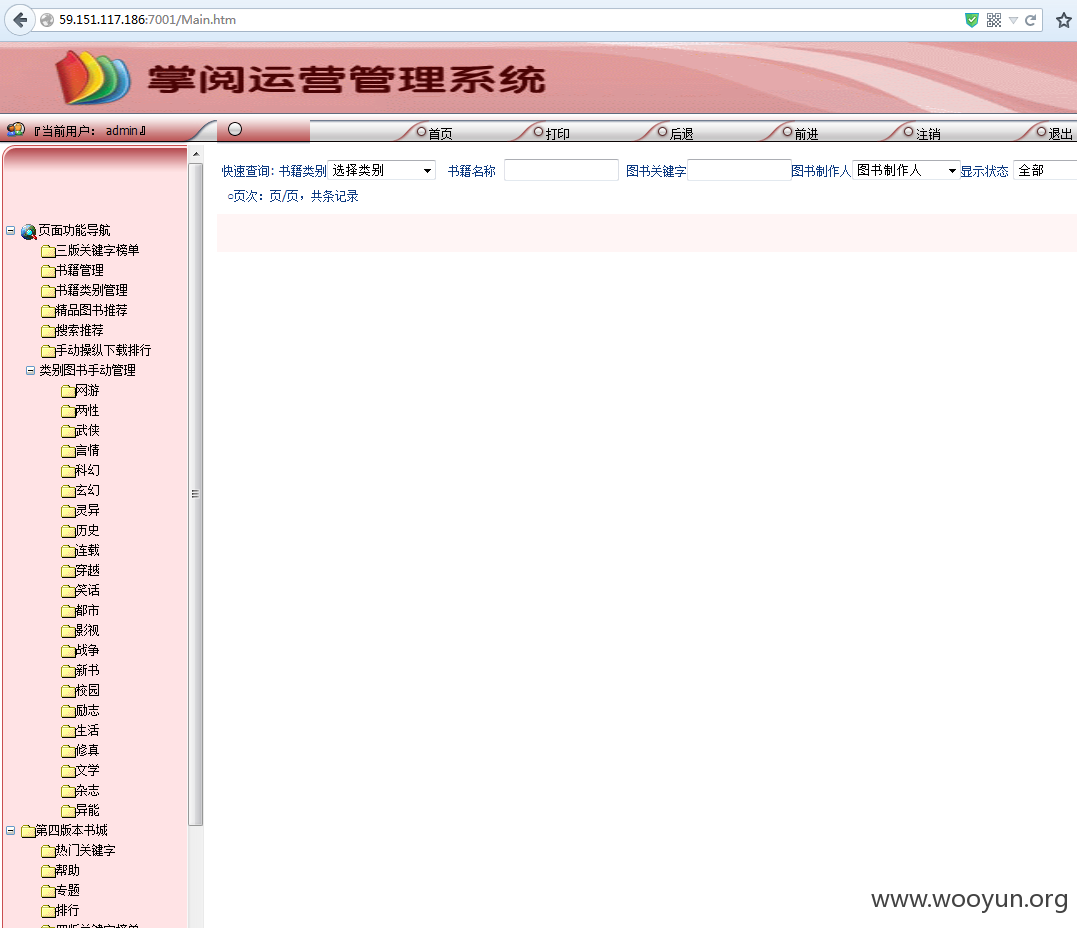 59.151.117.186:7001/Main.htm
掌阅运营管理系统
『当前用户： admin』
首页 打印 后退 前进 注销 退出
快速查询: 书籍类别 选择类别 书籍名称 图书关键字 图书制作人 图书制作人 显示状态 全部
○页次：页/页，共条记录
页面功能导航
三版关键字榜单
书籍管理
书籍类别管理
精品图书推荐
搜索推荐
手动操纵下载排行
类别图书手动管理
网游
两性
武侠
言情
科幻
玄幻
灵异
历史
连载
穿越
笑话
都市
影视
战争
新书
校园
励志
生活
修真
文学
杂志
异能
第四版本书城
热门关键字
帮助
专题
排行
四版关键字榜单
www.wooyun.org